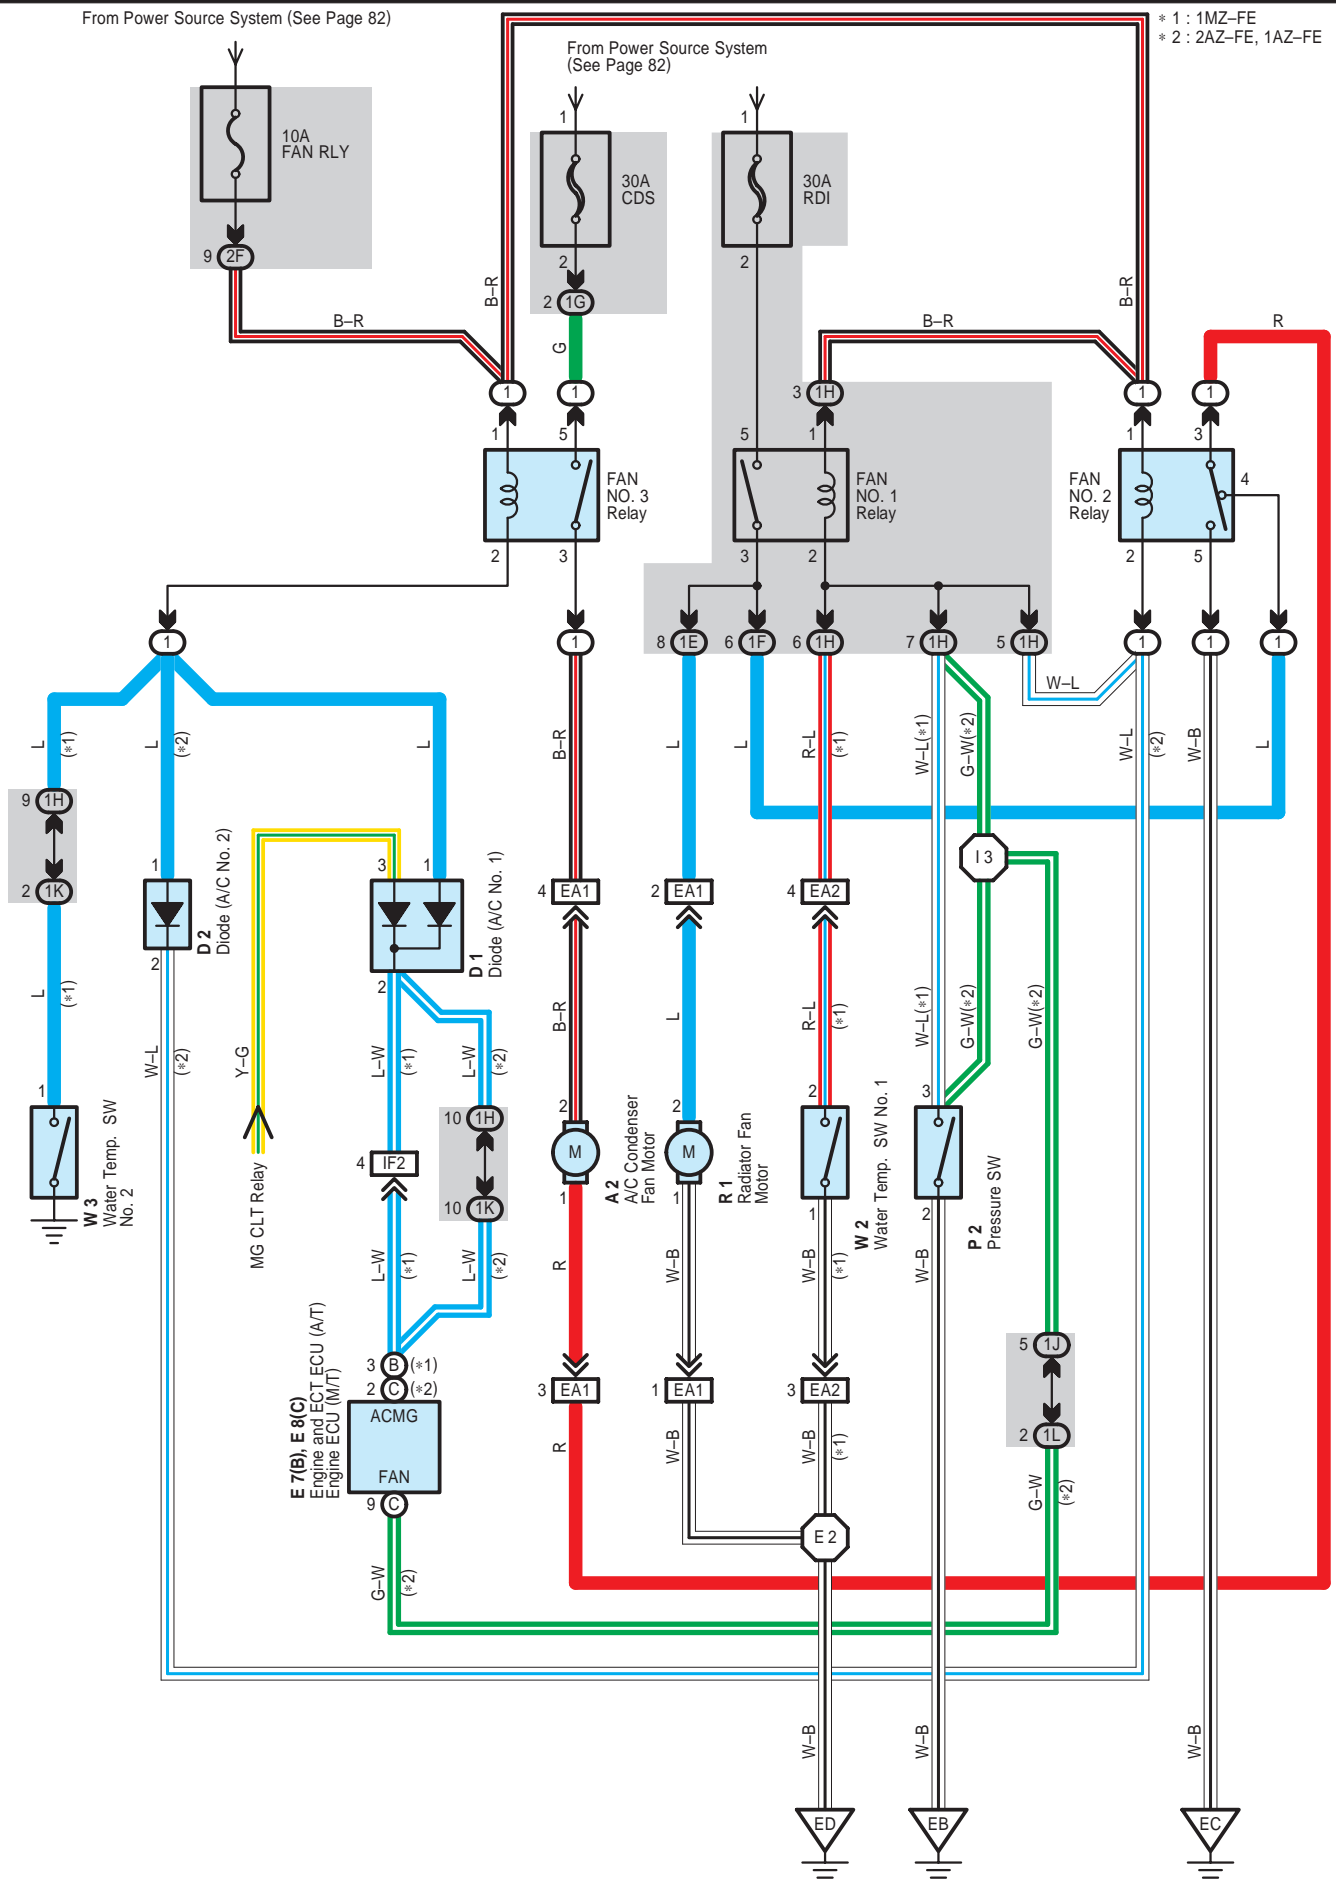 From Power Source System (See Page 82)
∗ 1 : 1MZ–FE
∗ 2 : 2AZ–FE, 1AZ–FE
From Power Source System
(See Page 82)
1
1
10A
FAN RLY
30A
CDS
30A
RDI
2
2
9 2F
2 1G
B–R
B–R
B–R
B–R
R
G
1
1
3 1H
1
1
1
5
5
1
1
3
4
FAN
NO. 3
Relay
FAN
NO. 1
Relay
FAN
NO. 2
Relay
2
3
3
2
2
5
1
1
8 1E
6 1F
6 1H
7 1H
5 1H
1
1
1
W–L
L
(∗1)
L
(∗2)
L
B–R
L
L
R–L
(∗1)
W–L(∗1)
G–W(∗2)
W–L
(∗2)
W–B
L
9 1H
2 1K
1
3
1
I 3
D 2
Diode (A/C No. 2)
D 1
Diode (A/C No. 1)
4 EA1
2 EA1
4 EA2
2
2
L
(∗1)
W–L
(∗2)
Y–G
L–W
(∗1)
L–W
(∗2)
B–R
L
R–L
(∗1)
W–L(∗1)
G–W(∗2)
G–W(∗2)
1
2
2
2
3
10 1H
4 IF2
10 1K
M
M
W 3
Water Temp. SW
No. 2
MG CLT Relay
A 2
A/C Condenser
Fan Motor
R 1
Radiator Fan
Motor
W 2
Water Temp. SW No. 1
P 2
Pressure SW
1
1
1
2
L–W
(∗1)
L–W
(∗2)
R
W–B
W–B
(∗1)
W–B
3 B (∗1)
2 C (∗2)
ACMG
FAN
9 C
E 7(B), E 8(C)
Engine and ECT ECU (A/T)
Engine ECU (M/T)
3 EA1
1 EA1
3 EA2
5 1J
2 1L
R
W–B
W–B
(∗1)
G–W
(∗2)
E 2
G–W
(∗2)
W–B
W–B
W–B
ED
EB
EC